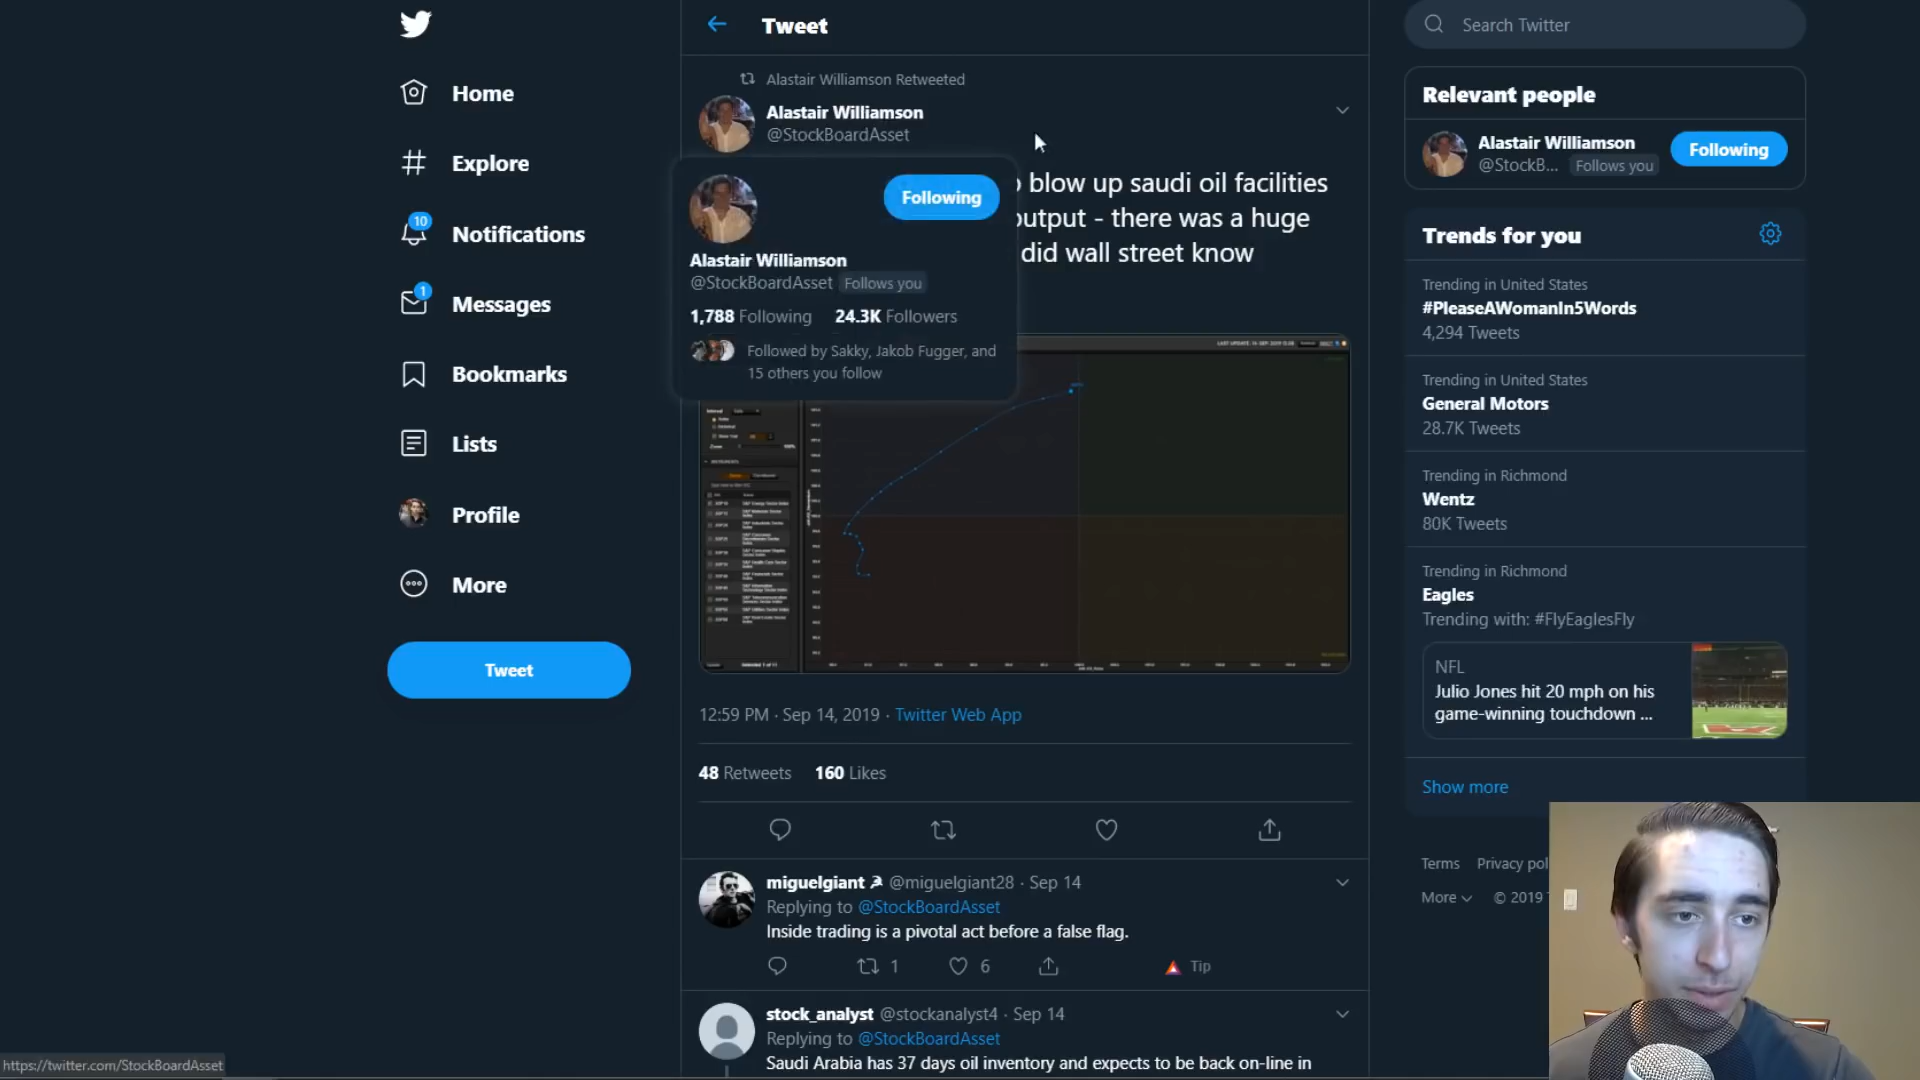 Home
Explore
10
Notifications
1
Messages
Bookmarks
Lists
Profile
More
Tweet
Tweet
Alastair Williamson Retweeted
Alastair Williamson
@StockBoardAsset
blow up saudi oil facilities
output - there was a huge
did wall street know
Following
Alastair Williamson
@StockBoardAsset Follows you
1,788 Following 24.3K Followers
Followed by Sakky, Jakob Fugger, and
15 others you follow
12:59 PM · Sep 14, 2019 · Twitter Web App
48 Retweets 160 Likes
miguelgiant @miguelgiant28 · Sep 14
Replying to @StockBoardAsset
Inside trading is a pivotal act before a false flag.
1 6 Tip
stock_analyst @stockanalyst4 · Sep 14
Replying to @StockBoardAsset
Saudi Arabia has 37 days oil inventory and expects to be back on-line in
Search Twitter
Relevant people
Alastair Williamson
@StockB... Follows you
Following
Trends for you
Trending in United States
#PleaseAWomanIn5Words
4,294 Tweets
Trending in United States
General Motors
28.7K Tweets
Trending in Richmond
Wentz
80K Tweets
Trending in Richmond
Eagles
Trending with: #FlyEaglesFly
NFL
Julio Jones hit 20 mph on his
game-winning touchdown ...
Show more
Terms Privacy pol
More © 2019
https://twitter.com/StockBoardAsset